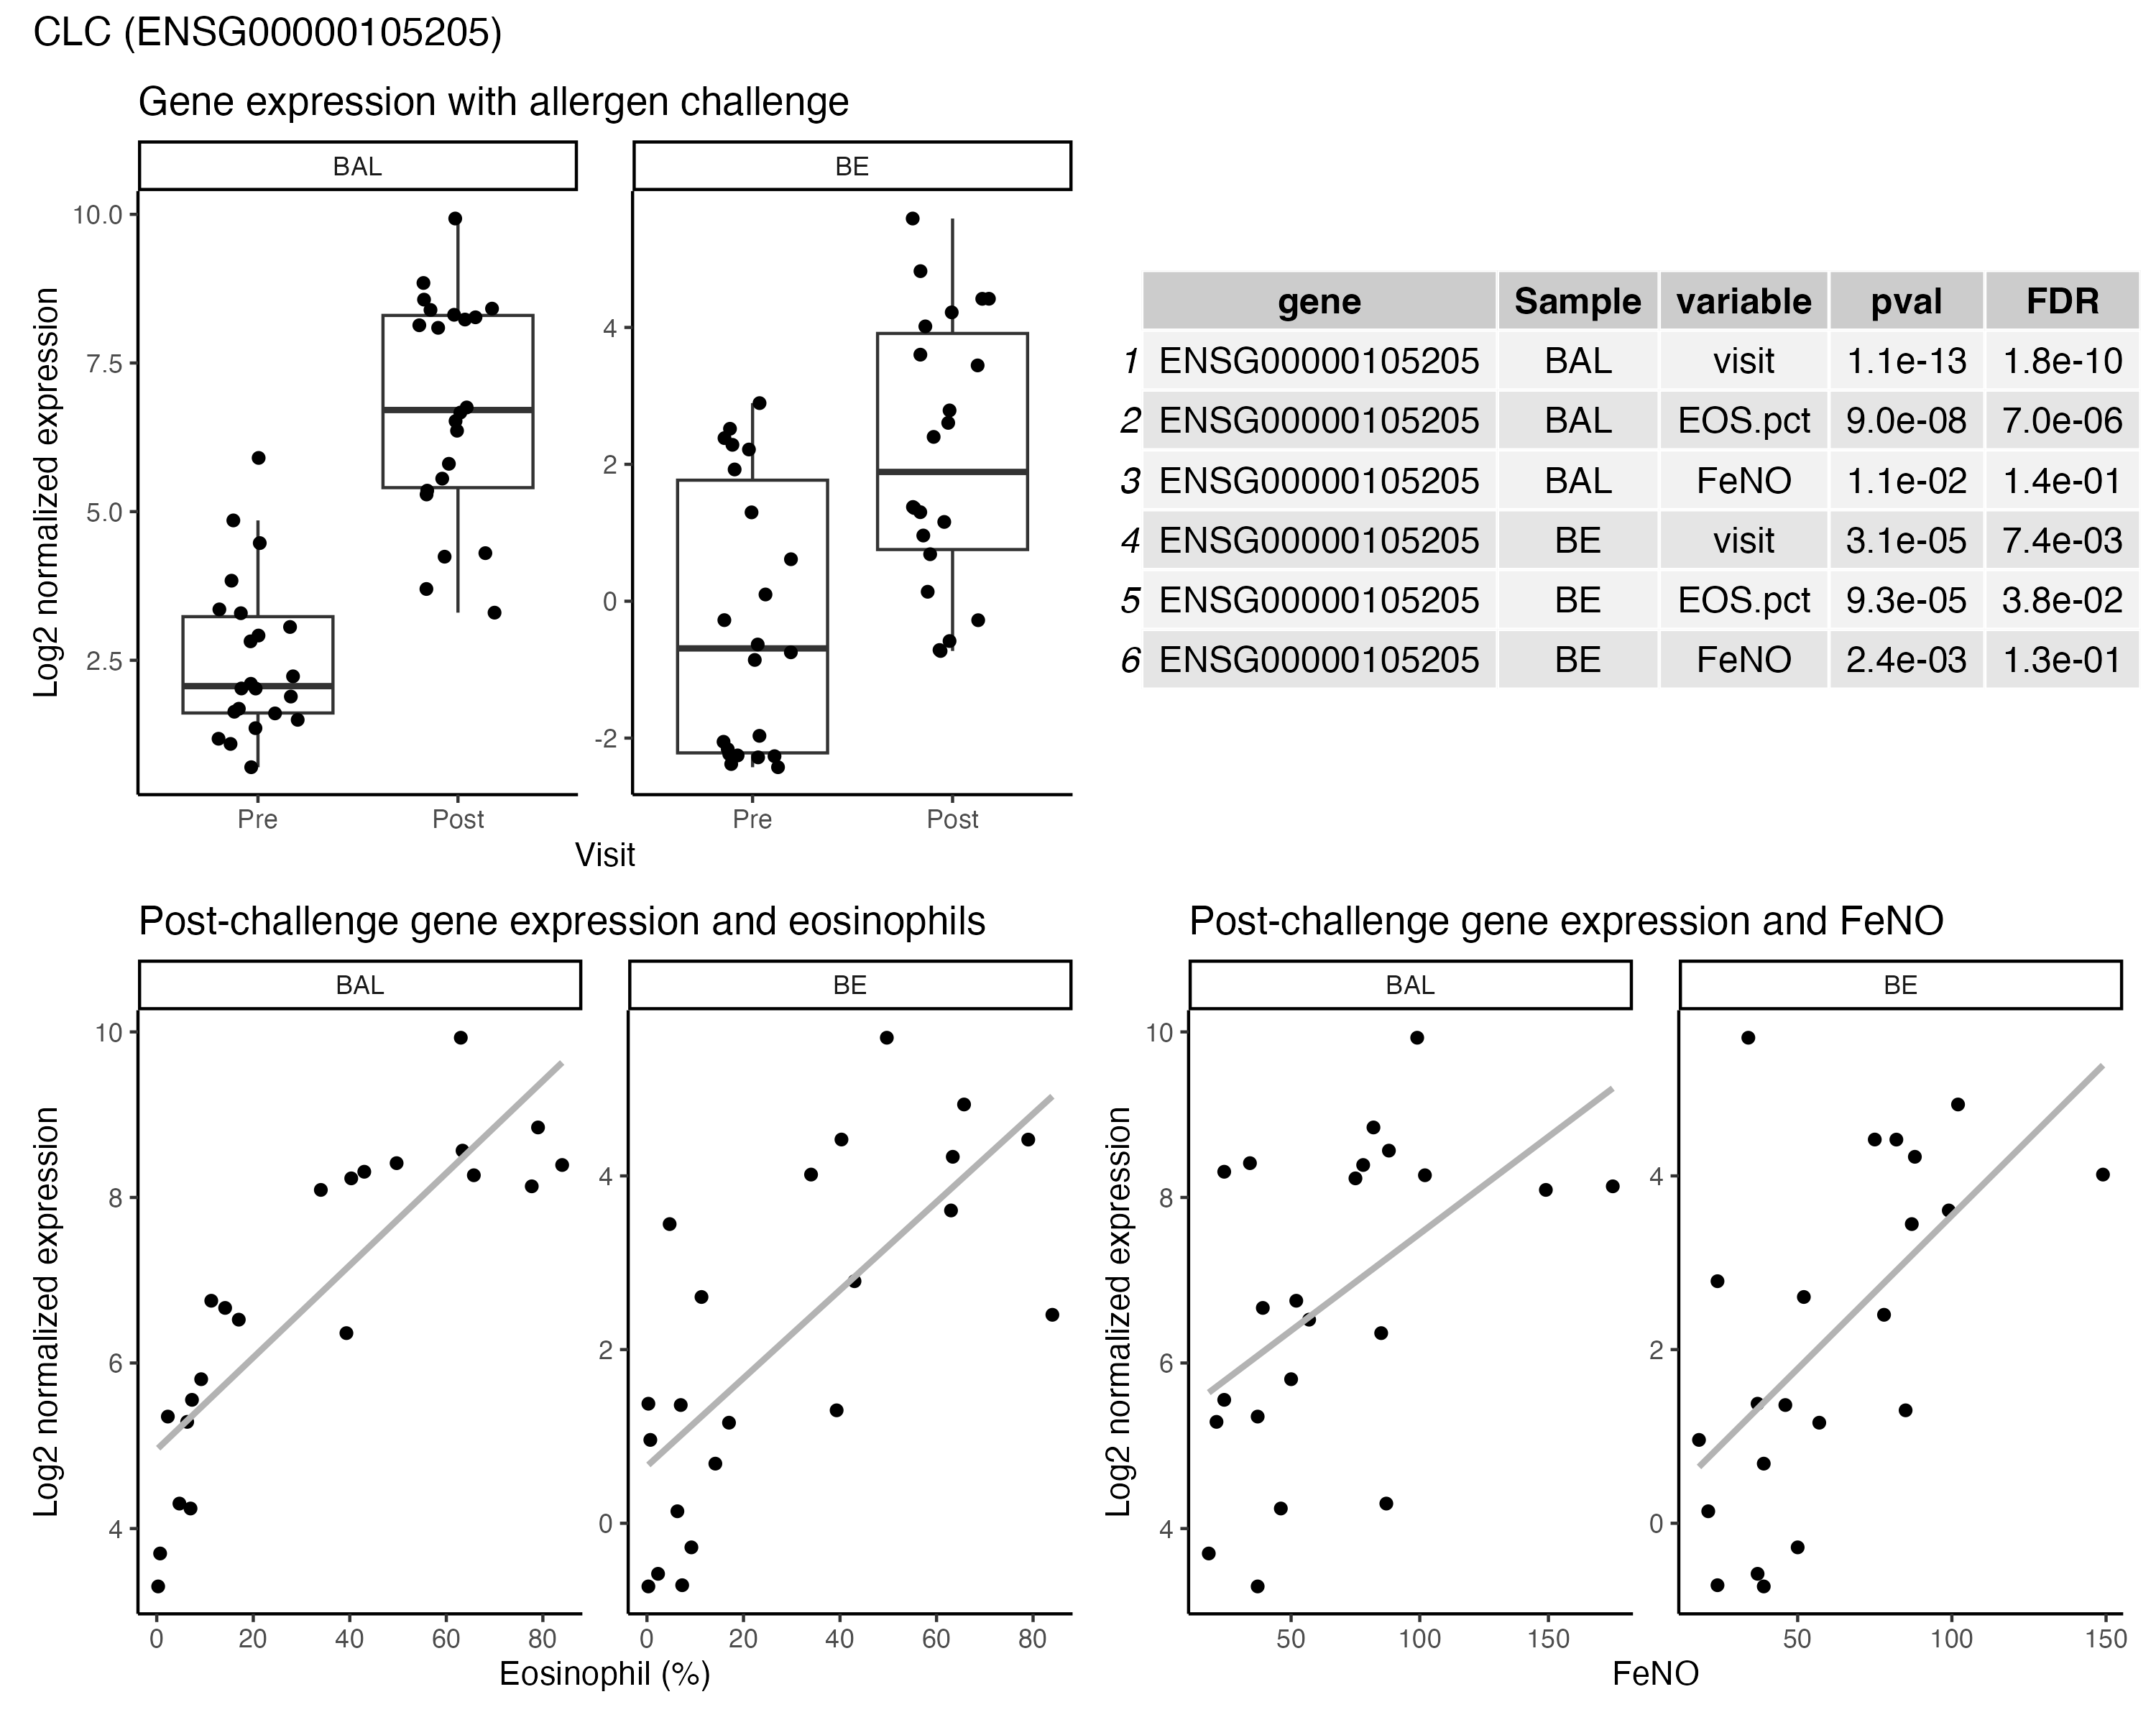 CLC (ENSG00000105205)
Gene expression with allergen challenge
BAL
BE
Log2 normalized expression
10.0
7.5
5.0
2.5
4
2
0
-2
Pre
Post
Pre
Post
Visit
gene Sample variable pval FDR
1 ENSG00000105205 BAL visit 1.1e-13 1.8e-10
2 ENSG00000105205 BAL EOS.pct 9.0e-08 7.0e-06
3 ENSG00000105205 BAL FeNO 1.1e-02 1.4e-01
4 ENSG00000105205 BE visit 3.1e-05 7.4e-03
5 ENSG00000105205 BE EOS.pct 9.3e-05 3.8e-02
6 ENSG00000105205 BE FeNO 2.4e-03 1.3e-01
Post-challenge gene expression and eosinophils
BAL
BE
Log2 normalized expression
10
8
6
4
4
2
0
0 20 40 60 80
0 20 40 60 80
Eosinophil (%)
Post-challenge gene expression and FeNO
BAL
BE
Log2 normalized expression
10
8
6
4
4
2
0
50 100 150
50 100 150
FeNO